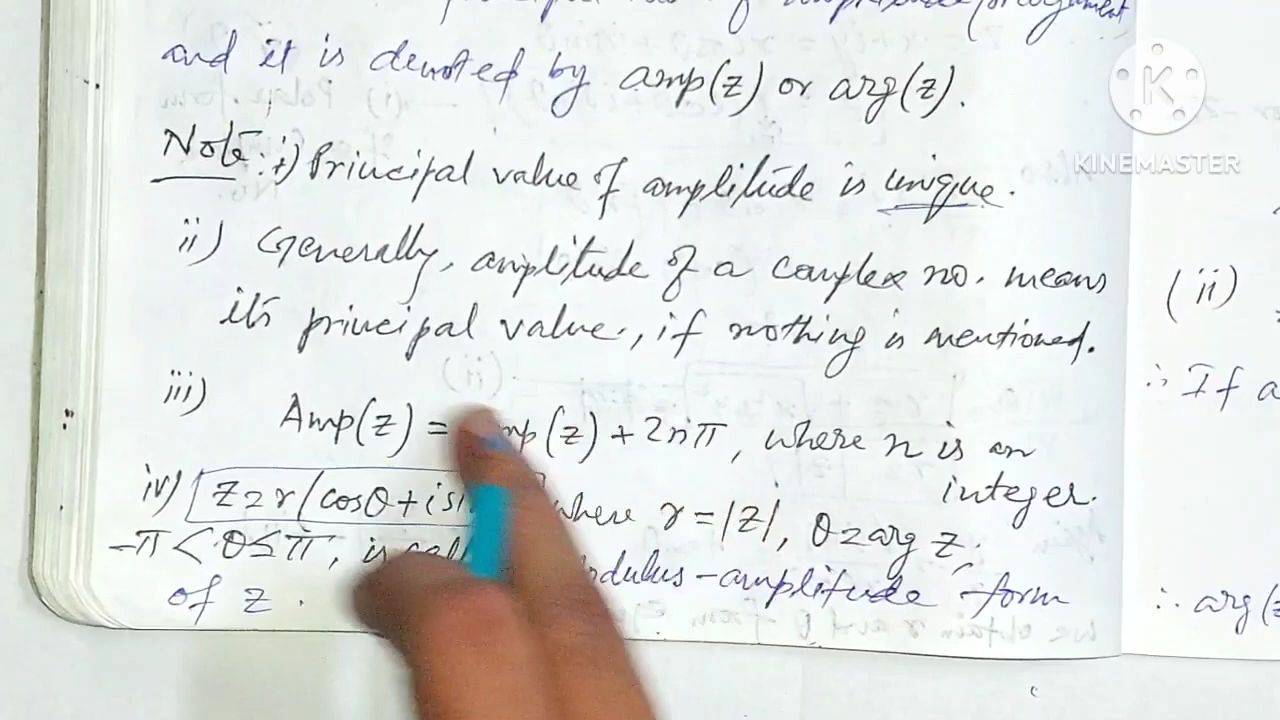 and it is denoted by amp(z) or arg(z).
Note: i) Principal value of amplitude is unique.
ii) Generally, amplitude of a complex no. means
its principal value, if nothing is mentioned.
iii) Amp(z) = mp(z) + 2nπ, where n is an
integer.
iv) z = r(cosθ + i si where r = |z|, θ = arg z,
-π < θ ≤ π, is modulus-amplitude form
of z.
K
KINEMASTER
(ii)
∴ If a
∴ arg(z